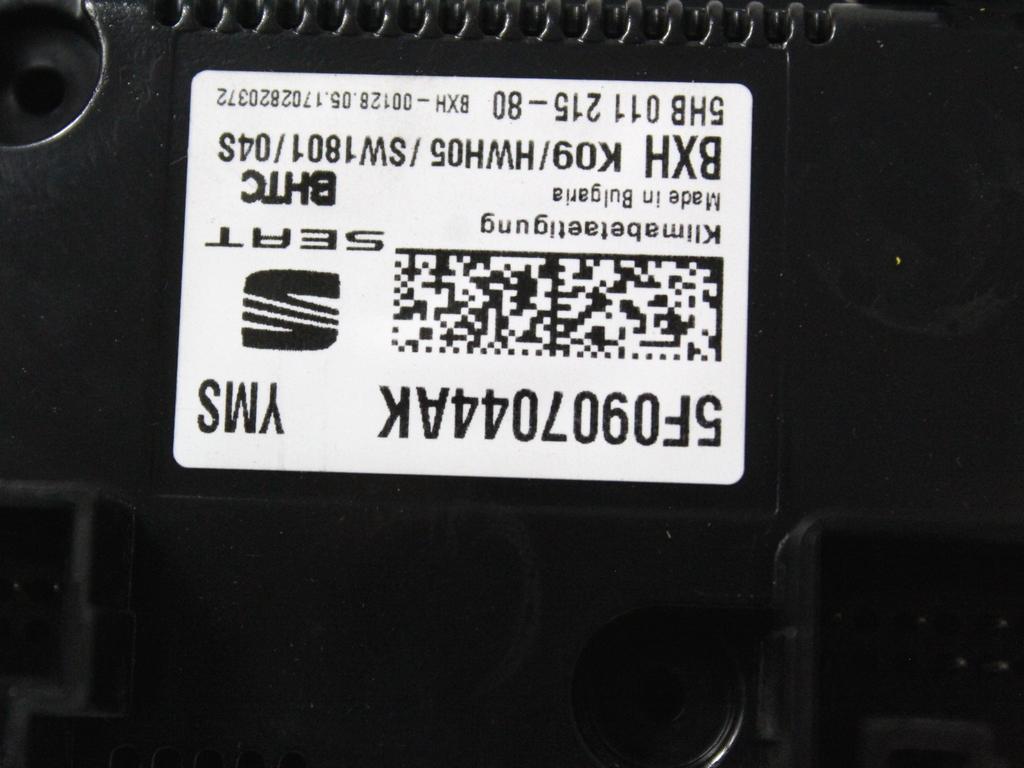 5F0907044AK YMS
SEAT
Klimabetaetigung
Made in Bulgaria
BHTC
BXH K09/HWH05/SW1801/04S
5HB 011 215-80 BXH-00128.05.1702820372